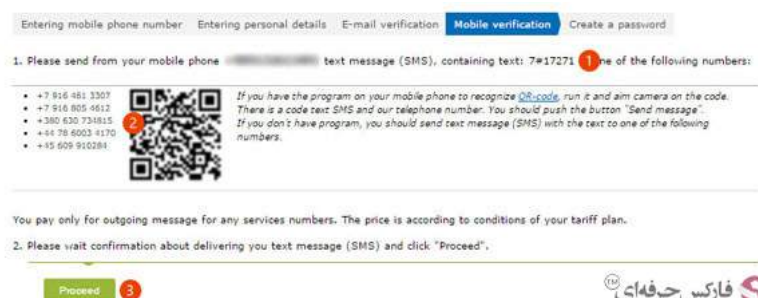 Entering mobile phone number Entering personal details E-mail verification Mobile verification Create a password
1. Please send from your mobile phone text message (SMS), containing text: 7#17271 1 ne of the following numbers:
• +7 916 461 3307
• +7 916 805 4612
• +380 630 734815
• +44 78 6003 4170
• +45 609 910284
2
If you have the program on your mobile phone to recognize QR-code, run it and aim camera on the code.
There is a code text SMS and our telephone number. You should push the button "Send message".
If you don't have program, you should send text message (SMS) with the text to one of the following
numbers.
You pay only for outgoing message for any services numbers. The price is according to conditions of your tariff plan.
2. Please wait confirmation about delivering you text message (SMS) and click "Proceed".
Proceed 3
فارکس حرفه‌ای TM